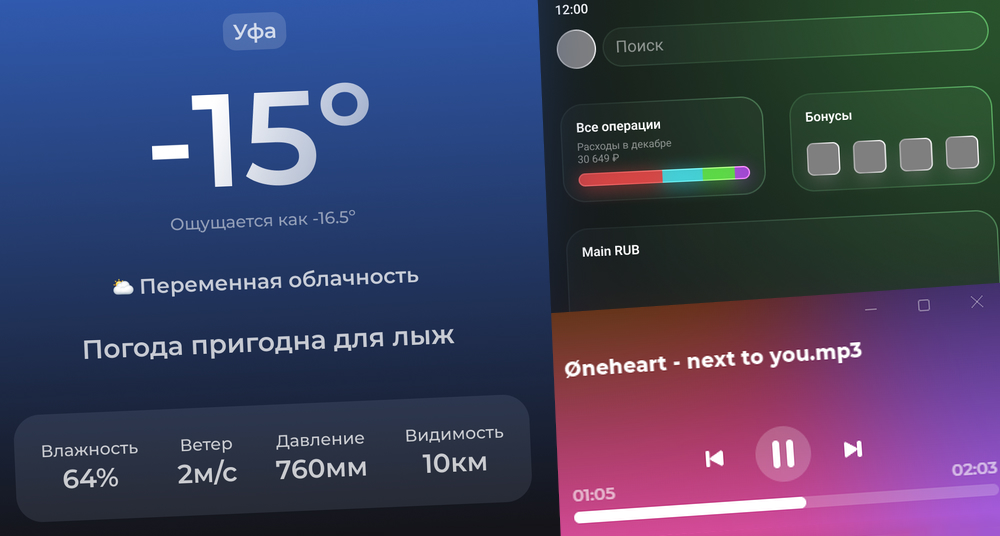 Уфа
-15°
Ощущается как -16.5°
Переменная облачность
Погода пригодна для лыж
Влажность
64%
Ветер
2м/с
Давление
760мм
Видимость
10км
12:00
Поиск
Все операции
Расходы в декабре
30 649 ₽
Бонусы
Main RUB
Øneheart - next to you.mp3
01:05
02:03